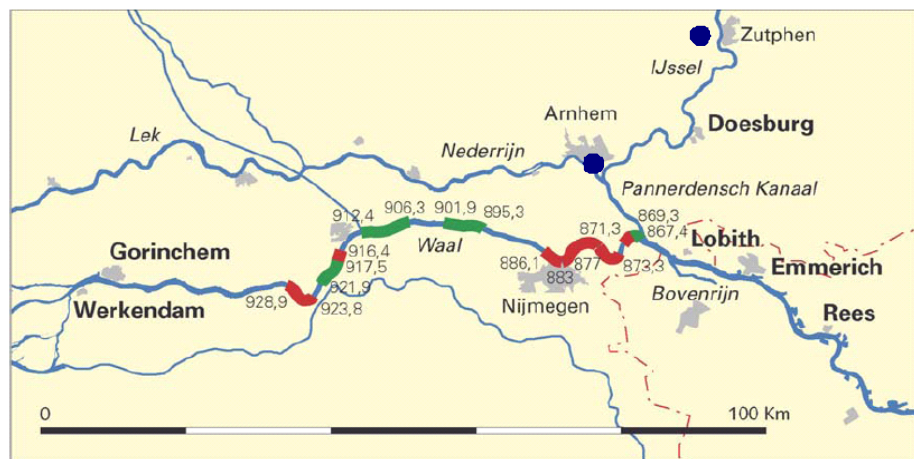 Zutphen
IJssel
Arnhem
Doesburg
Lek
Nederrijn
Pannerdensch Kanaal
912,4
906,3
901,9
895,3
871,3
869,3
867,4
Waal
Lobith
Gorinchem
916,4
917,5
886,1
877
873,3
Emmerich
883
921,9
Bovenrijn
928,9
923,8
Werkendam
Nijmegen
Rees
0
100 Km